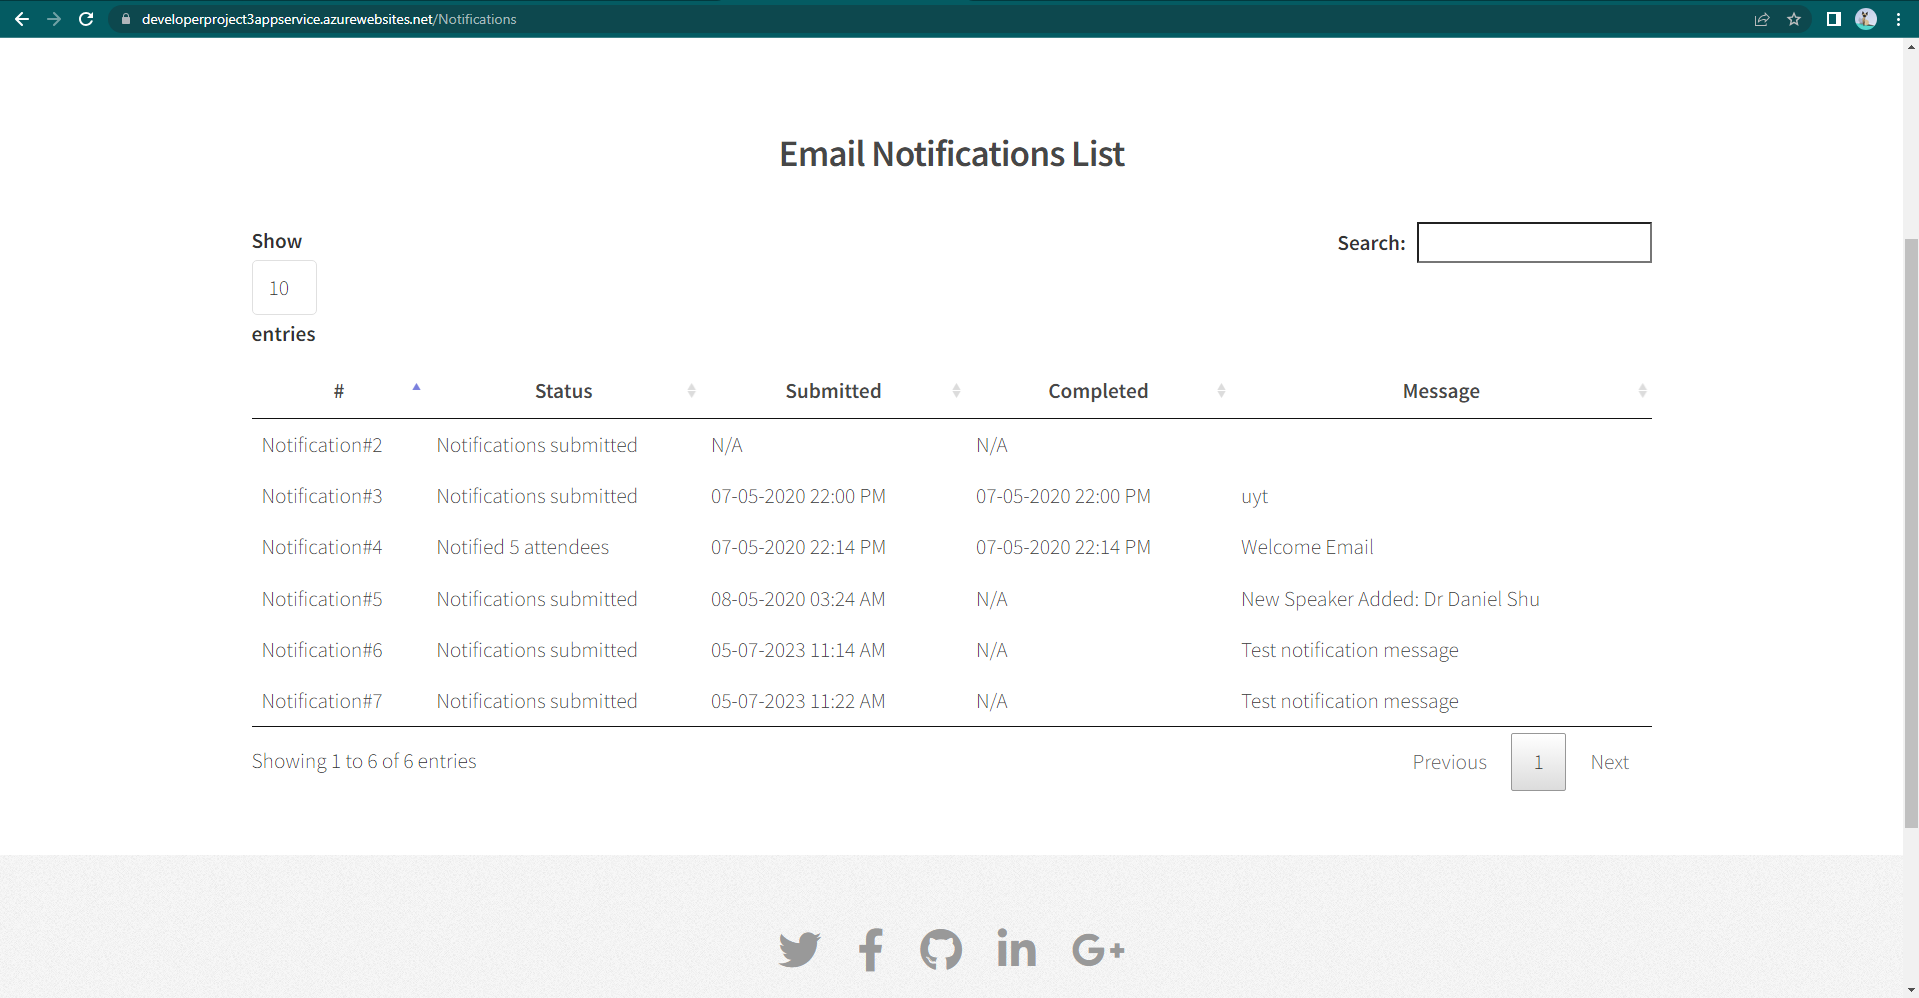 developerproject3appservice.azurewebsites.net/Notifications
Email Notifications List
Show
10
entries
Search:
# Status Submitted Completed Message
Notification#2 Notifications submitted N/A N/A
Notification#3 Notifications submitted 07-05-2020 22:00 PM 07-05-2020 22:00 PM uyt
Notification#4 Notified 5 attendees 07-05-2020 22:14 PM 07-05-2020 22:14 PM Welcome Email
Notification#5 Notifications submitted 08-05-2020 03:24 AM N/A New Speaker Added: Dr Daniel Shu
Notification#6 Notifications submitted 05-07-2023 11:14 AM N/A Test notification message
Notification#7 Notifications submitted 05-07-2023 11:22 AM N/A Test notification message
Showing 1 to 6 of 6 entries
Previous 1 Next